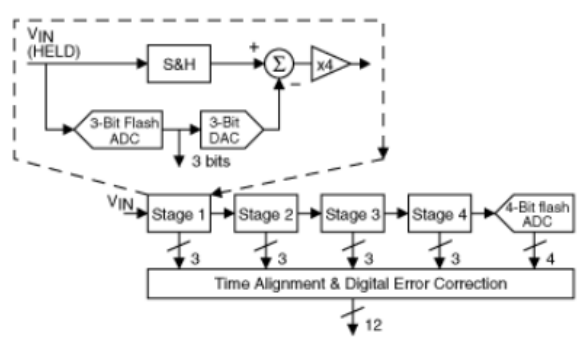 VIN
(HELD)
S&H
+
Σ
−
x4
3-Bit Flash
ADC
3-Bit
DAC
3 bits
VIN
Stage 1
Stage 2
Stage 3
Stage 4
4-Bit flash
ADC
3
3
3
3
4
Time Alignment & Digital Error Correction
12